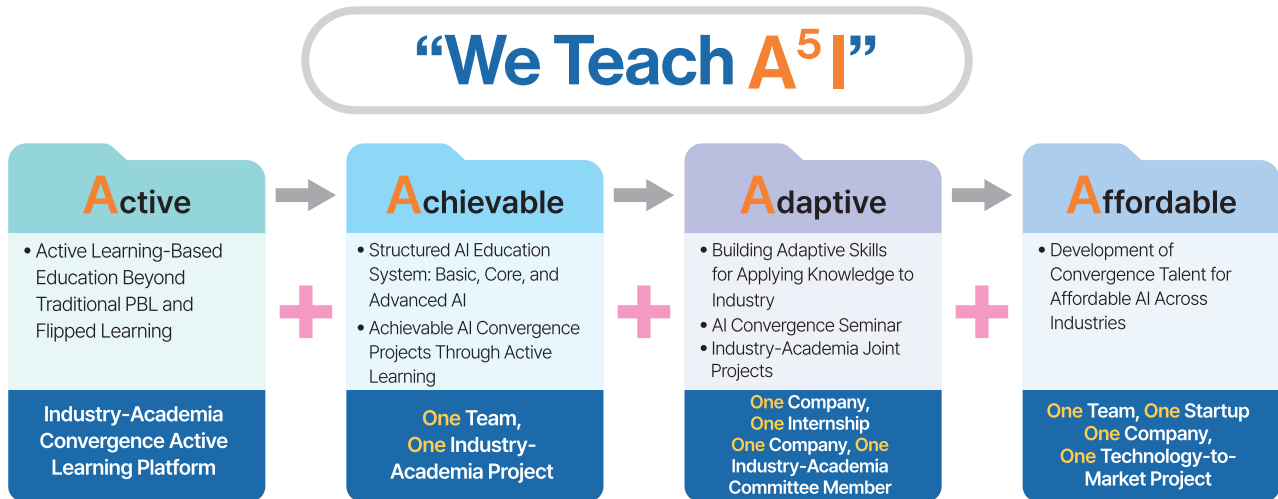 “We Teach A⁵I”
Active
• Active Learning-Based
Education Beyond
Traditional PBL and
Flipped Learning
Industry-Academia
Convergence Active
Learning Platform
Achievable
• Structured AI Education
System: Basic, Core, and
Advanced AI
• Achievable AI Convergence
Projects Through Active
Learning
One Team,
One Industry-
Academia Project
Adaptive
• Building Adaptive Skills
for Applying Knowledge to
Industry
• AI Convergence Seminar
• Industry-Academia Joint
Projects
One Company,
One Internship
One Company, One
Industry-Academia
Committee Member
Affordable
• Development of
Convergence Talent for
Affordable AI Across
Industries
One Team, One Startup
One Company,
One Technology-to-
Market Project